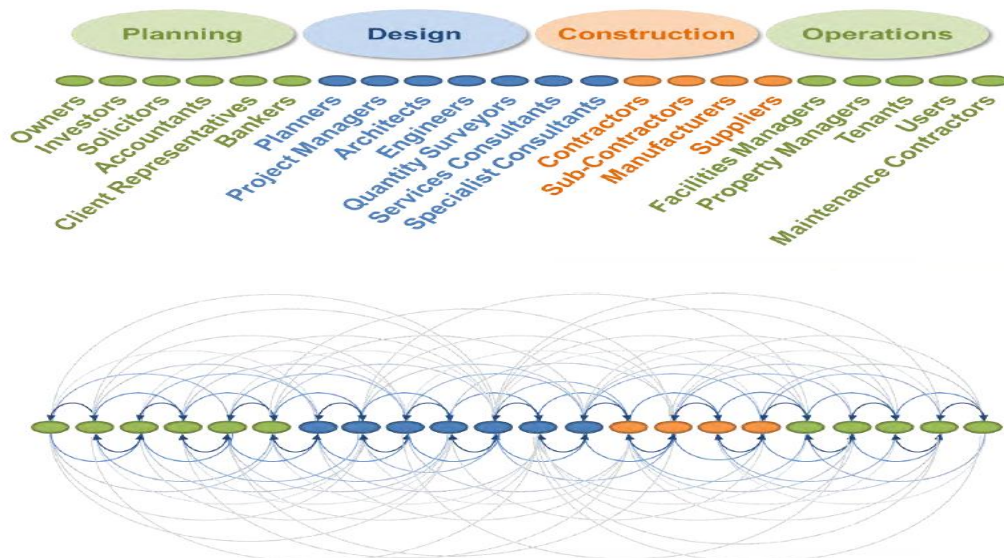 Planning
Design
Construction
Operations
Owners
Investors
Solicitors
Accountants
Client Representatives
Bankers
Planners
Project Managers
Architects
Engineers
Quantity Surveyors
Services Consultants
Specialist Consultants
Contractors
Sub-Contractors
Manufacturers
Suppliers
Facilities Managers
Property Managers
Tenants
Users
Maintenance Contractors